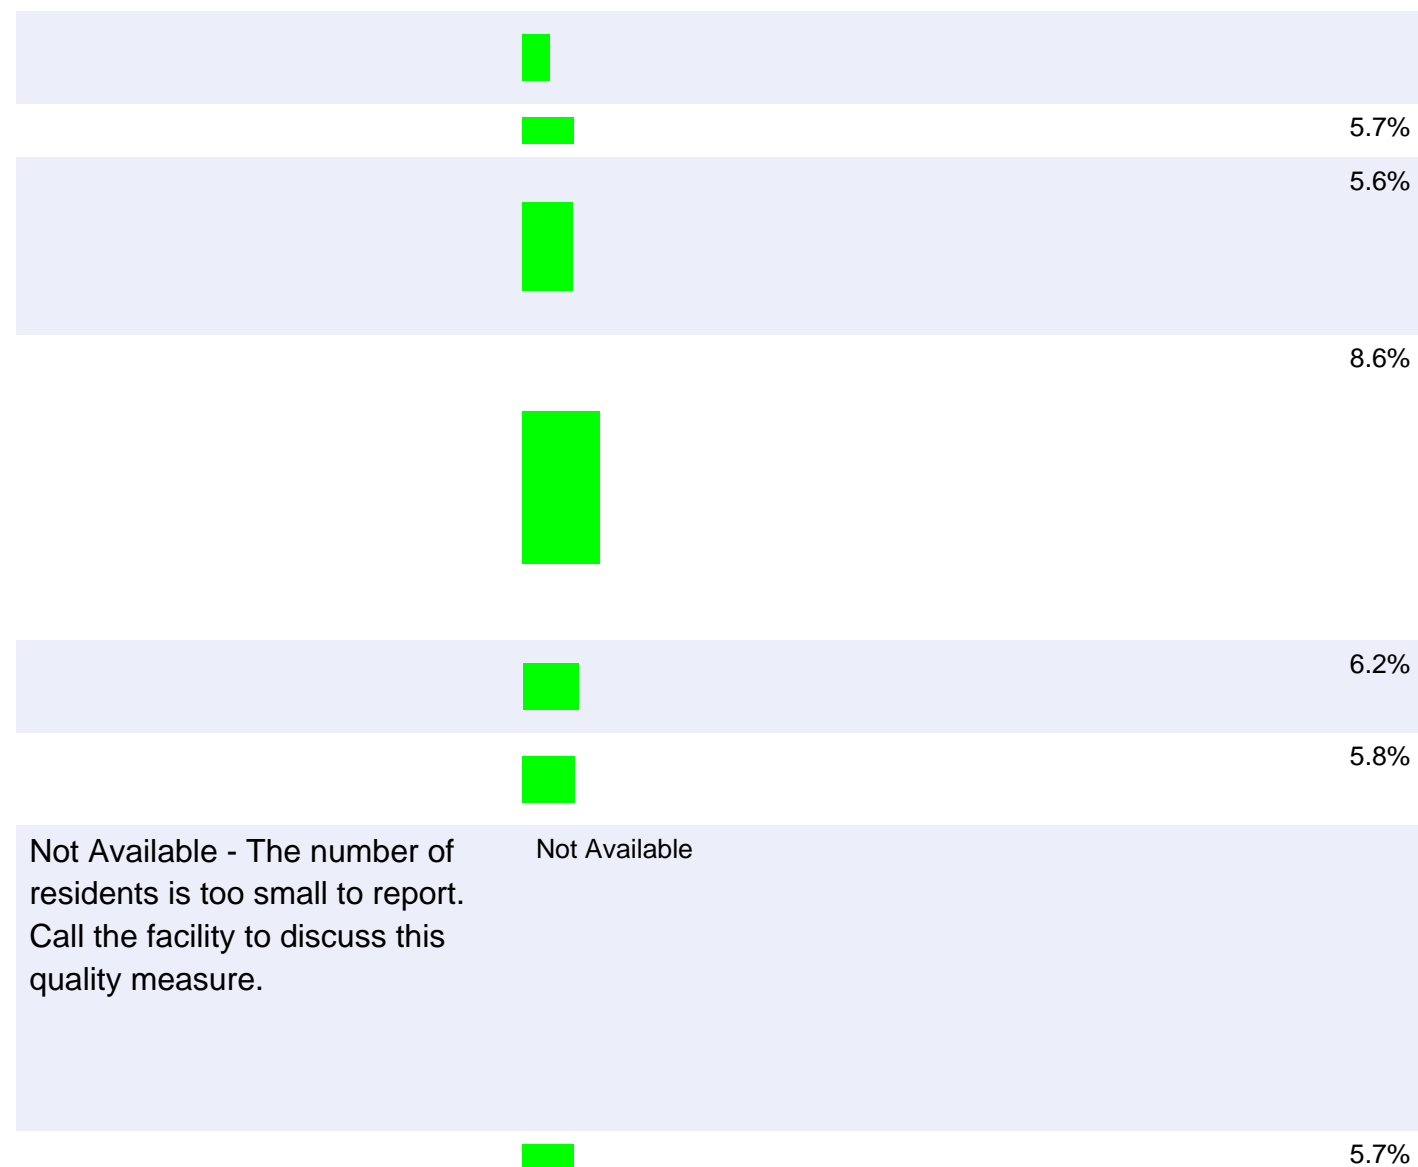 5.7%
5.6%
8.6%
6.2%
5.8%
Not Available - The number of
residents is too small to report.
Call the facility to discuss this
quality measure.
Not Available
5.7%